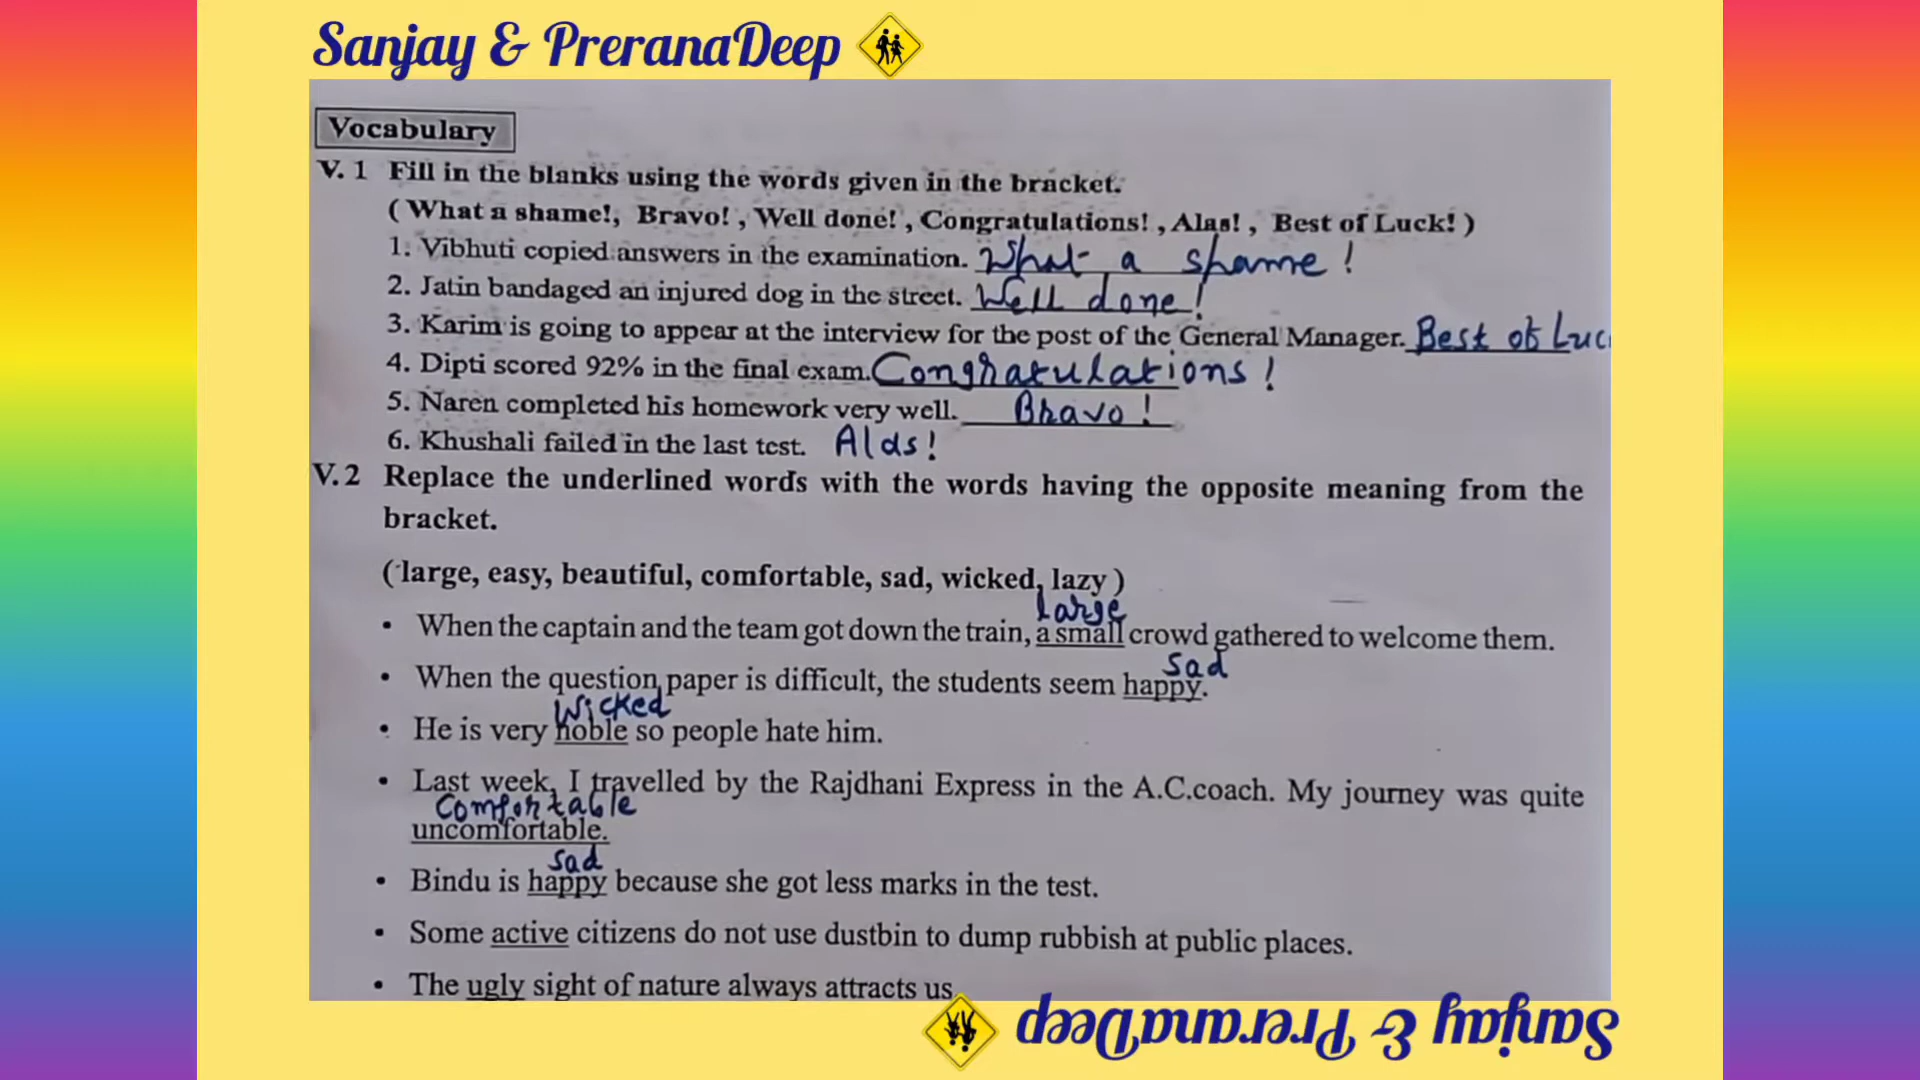 Sanjay & PreranaDeep
Vocabulary
V. 1 Fill in the blanks using the words given in the bracket.
( What a shame!, Bravo! , Well done! , Congratulations! , Alas! , Best of Luck! )
1. Vibhuti copied answers in the examination. What a shame !
2. Jatin bandaged an injured dog in the street. Well done !
3. Karim is going to appear at the interview for the post of the General Manager. Best of Luc
4. Dipti scored 92% in the final exam. Congratulations !
5. Naren completed his homework very well. Bravo !
6. Khushali failed in the last test. Alas!
V. 2 Replace the underlined words with the words having the opposite meaning from the
bracket.
( large, easy, beautiful, comfortable, sad, wicked, lazy )
large
• When the captain and the team got down the train, a small crowd gathered to welcome them.
sad
• When the question paper is difficult, the students seem happy.
Wicked
• He is very noble so people hate him.
• Last week, I travelled by the Rajdhani Express in the A.C.coach. My journey was quite
Comfortable
uncomfortable.
sad
• Bindu is happy because she got less marks in the test.
• Some active citizens do not use dustbin to dump rubbish at public places.
• The ugly sight of nature always attracts us.
Sanjay & PreranaDeep